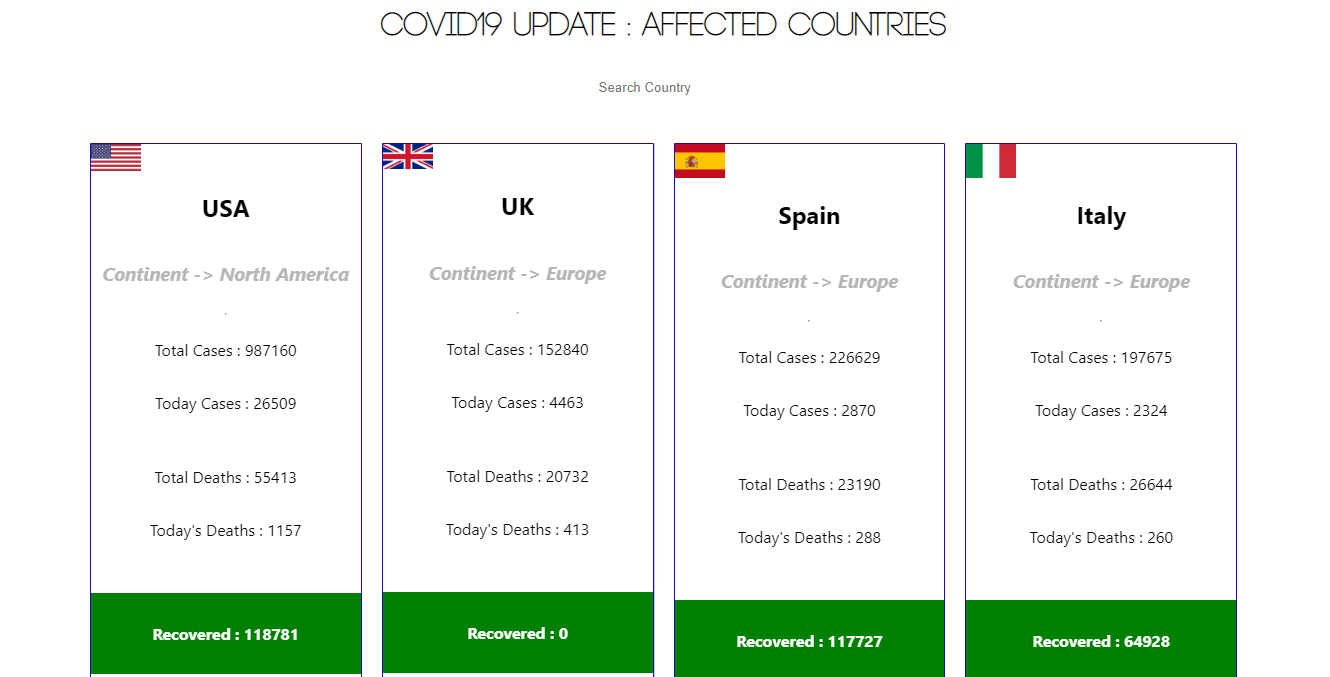 COVID19 UPDATE : AFFECTED COUNTRIES
Search Country
USA
Continent -> North America
.
Total Cases : 987160
Today Cases : 26509
Total Deaths : 55413
Today's Deaths : 1157
Recovered : 118781
UK
Continent -> Europe
.
Total Cases : 152840
Today Cases : 4463
Total Deaths : 20732
Today's Deaths : 413
Recovered : 0
Spain
Continent -> Europe
.
Total Cases : 226629
Today Cases : 2870
Total Deaths : 23190
Today's Deaths : 288
Recovered : 117727
Italy
Continent -> Europe
.
Total Cases : 197675
Today Cases : 2324
Total Deaths : 26644
Today's Deaths : 260
Recovered : 64928